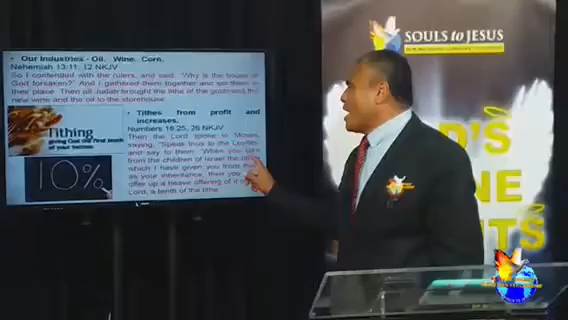 • Our Industries - Oil. Wine. Corn.
Nehemiah 13:11, 12 NKJV
So I contended with the rulers, and said, "Why is the house of
God forsaken?" And I gathered them together and set them in
their place. Then all Judah brought the tithe of the grain and the
new wine and the oil to the storehouse.
• Tithes from profit and
increases.
Numbers 18:25, 26 NKJV
Then the Lord spoke to Moses,
saying, "Speak thus to the Levites
and say to them: 'When you take
from the children of Israel the
which I have given you from
as your inheritance, then you
offer up a heave offering of it
Lord, a tenth of the tithe
Tithing
giving God the first tenth
10%
SOULS to JESUS